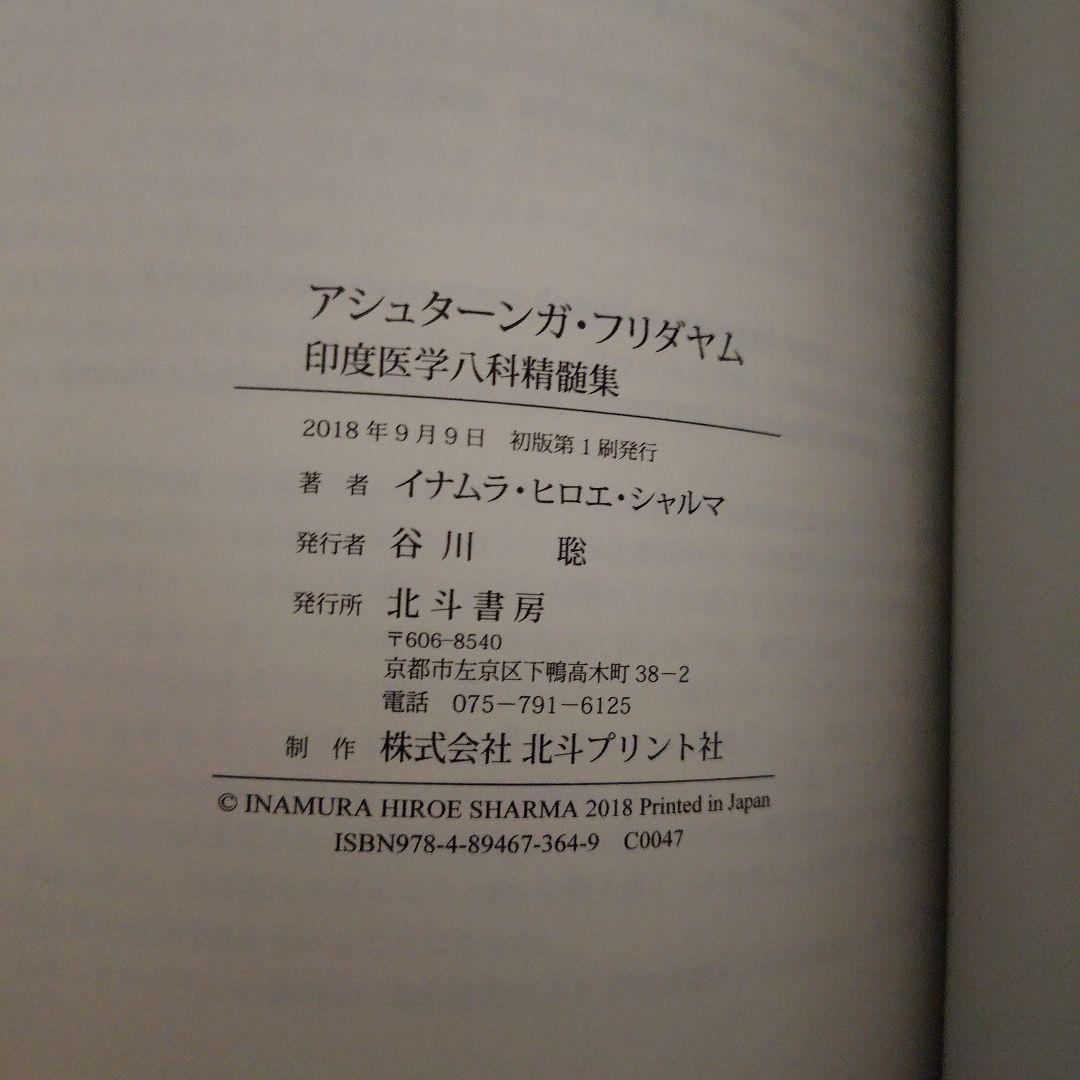 アシュターンガ・フリダヤム
印度医学八科精髄集
2018年9月9日　初版第1刷発行
著　者　イナムラ・ヒロエ・シャルマ
発行者　谷川　　聡
発行所　北斗書房
〒606-8540
京都市左京区下鴨高木町38-2
電話　075-791-6125
制　作　株式会社 北斗プリント社
© INAMURA HIROE SHARMA 2018 Printed in Japan
ISBN978-4-89467-364-9　C0047